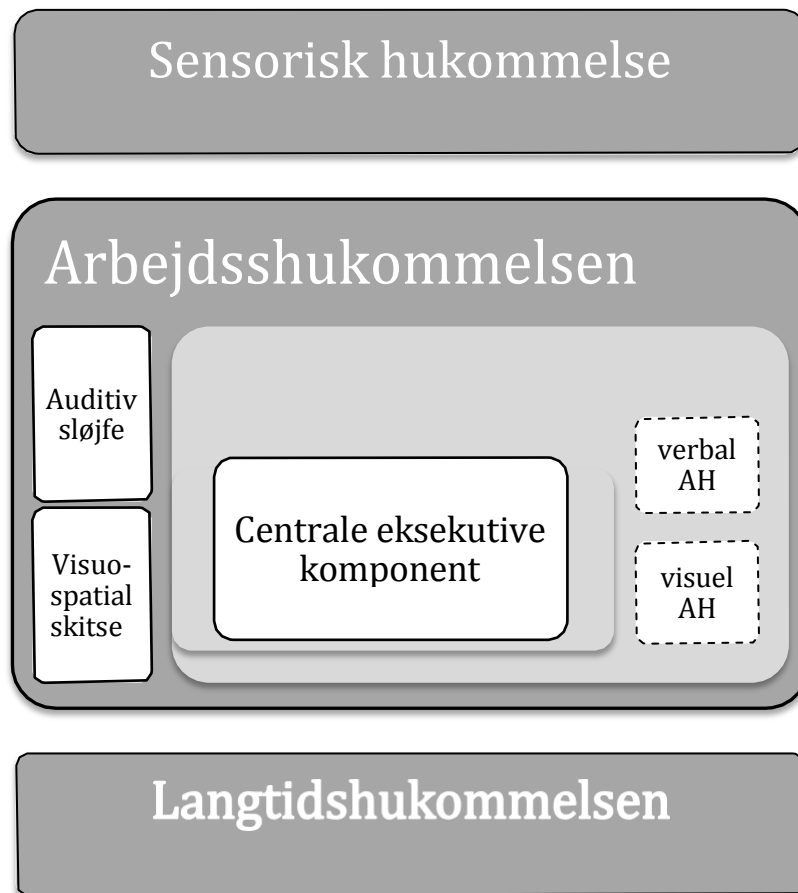 Sensorisk hukommelse
Arbejdsshukommelsen
Auditiv
sløjfe
Visuo-
spatial
skitse
Centrale eksekutive
komponent
verbal
AH
visuel
AH
Langtidshukommelsen